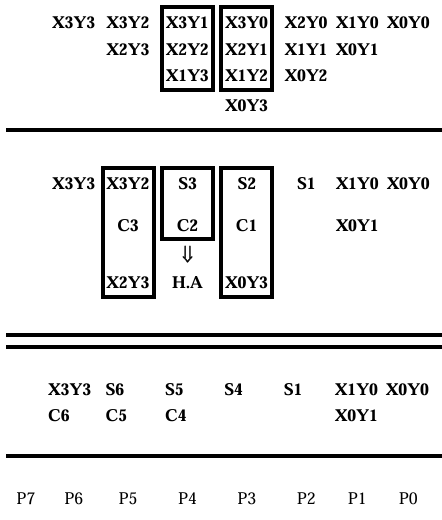 X3Y3 X3Y2 X3Y1 X3Y0 X2Y0 X1Y0 X0Y0
X2Y3 X2Y2 X2Y1 X1Y1 X0Y1
X1Y3 X1Y2 X0Y2
X0Y3
X3Y3 X3Y2 S3 S2 S1 X1Y0 X0Y0
C3 C2 C1 X0Y1
⇓
X2Y3 H.A X0Y3
X3Y3 S6 S5 S4 S1 X1Y0 X0Y0
C6 C5 C4 X0Y1
P7 P6 P5 P4 P3 P2 P1 P0